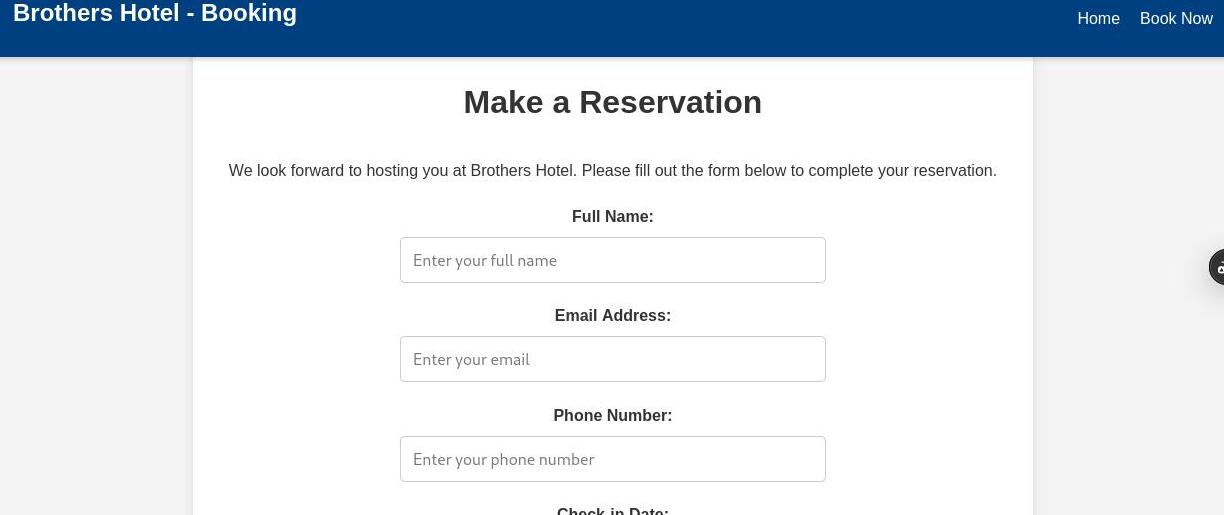 Brothers Hotel - Booking
Home Book Now
Make a Reservation
We look forward to hosting you at Brothers Hotel. Please fill out the form below to complete your reservation.
Full Name:
Enter your full name
Email Address:
Enter your email
Phone Number:
Enter your phone number
Check-in Date: